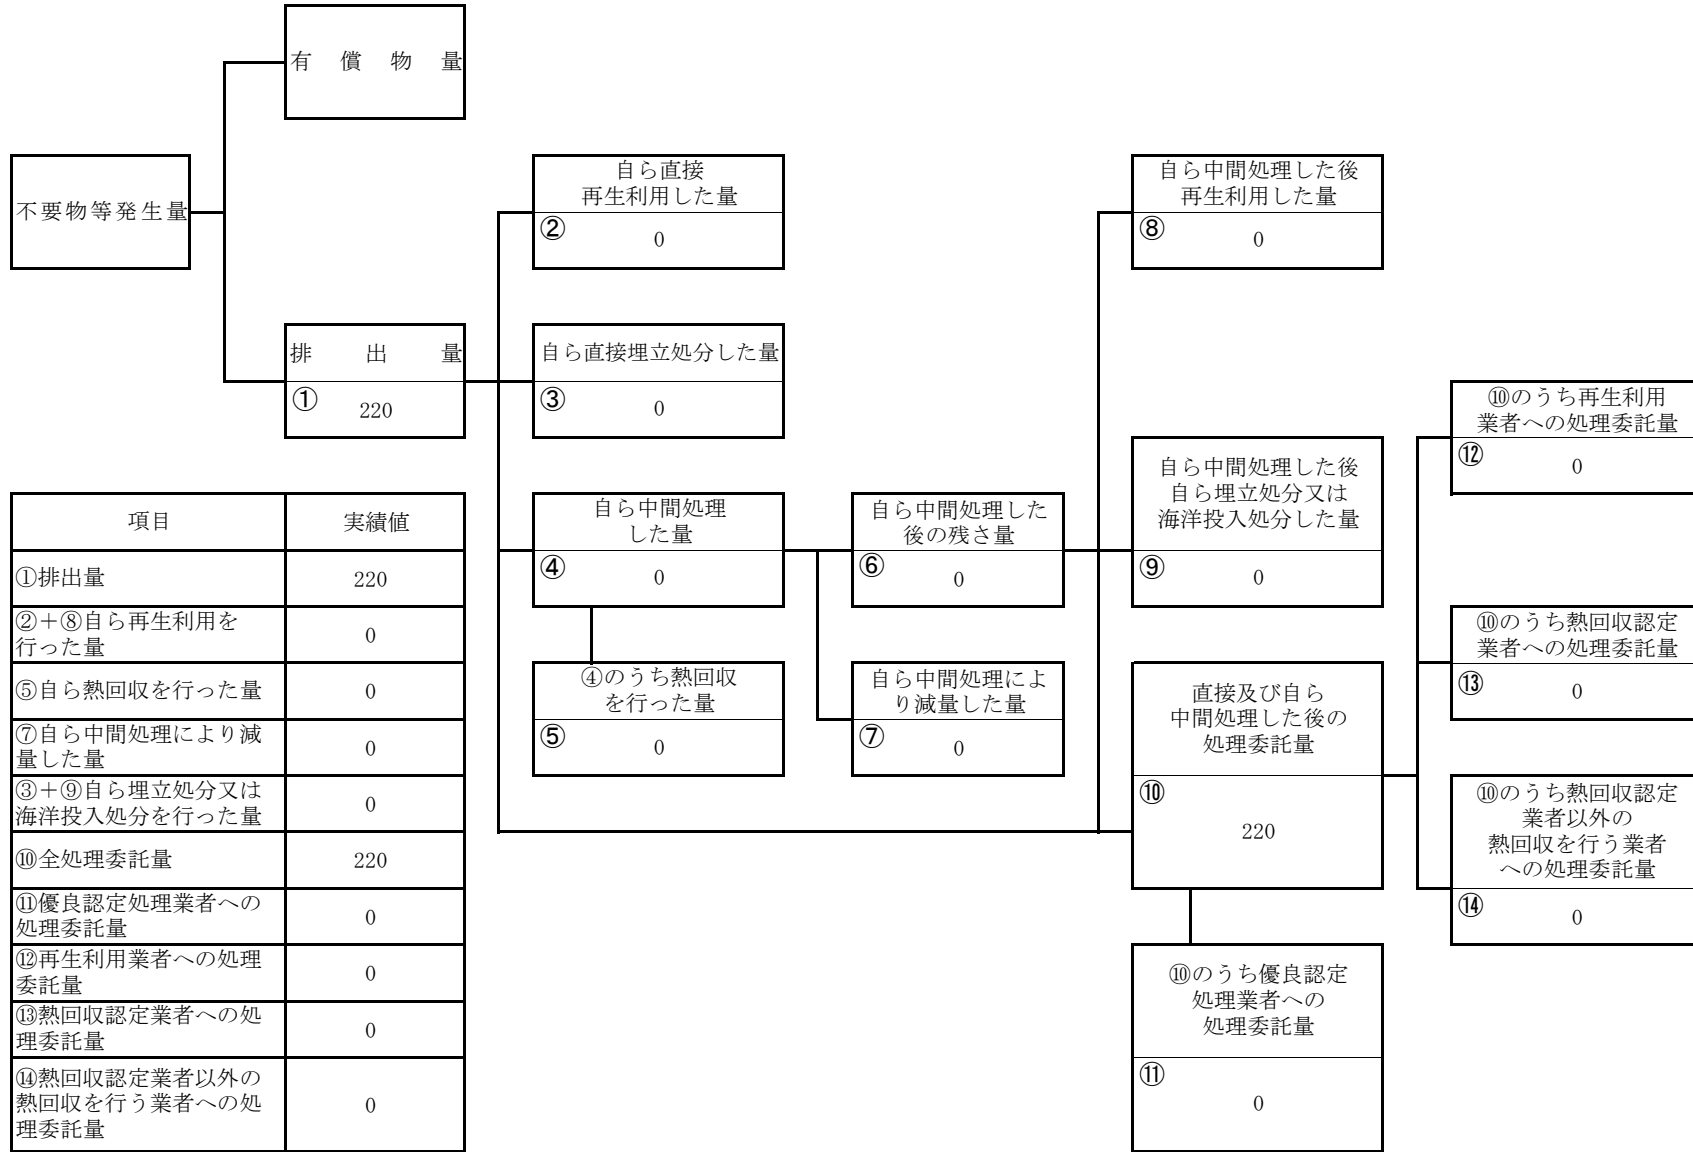 有償物量
不要物等発生量
排出量
①
220
自ら直接
再生利用した量
②
0
自ら直接埋立処分した量
③
0
自ら中間処理
した量
④
0
④のうち熱回収
を行った量
⑤
0
自ら中間処理した
後の残さ量
⑥
0
自ら中間処理によ
り減量した量
⑦
0
自ら中間処理した後
再生利用した量
⑧
0
自ら中間処理した後
自ら埋立処分又は
海洋投入処分した量
⑨
0
直接及び自ら
中間処理した後の
処理委託量
⑩
220
⑩のうち優良認定
処理業者への
処理委託量
⑪
0
⑩のうち再生利用
業者への処理委託量
⑫
0
⑩のうち熱回収認定
業者への処理委託量
⑬
0
⑩のうち熱回収認定
業者以外の
熱回収を行う業者
への処理委託量
⑭
0
項目 実績値
①排出量 220
②+⑧自ら再生利用を
行った量
0
⑤自ら熱回収を行った量 0
⑦自ら中間処理により減
量した量
0
③+⑨自ら埋立処分又は
海洋投入処分を行った量
0
⑩全処理委託量 220
⑪優良認定処理業者への
処理委託量
0
⑫再生利用業者への処理
委託量
0
⑬熱回収認定業者への処
理委託量
0
⑭熱回収認定業者以外の
熱回収を行う業者への処
理委託量
0